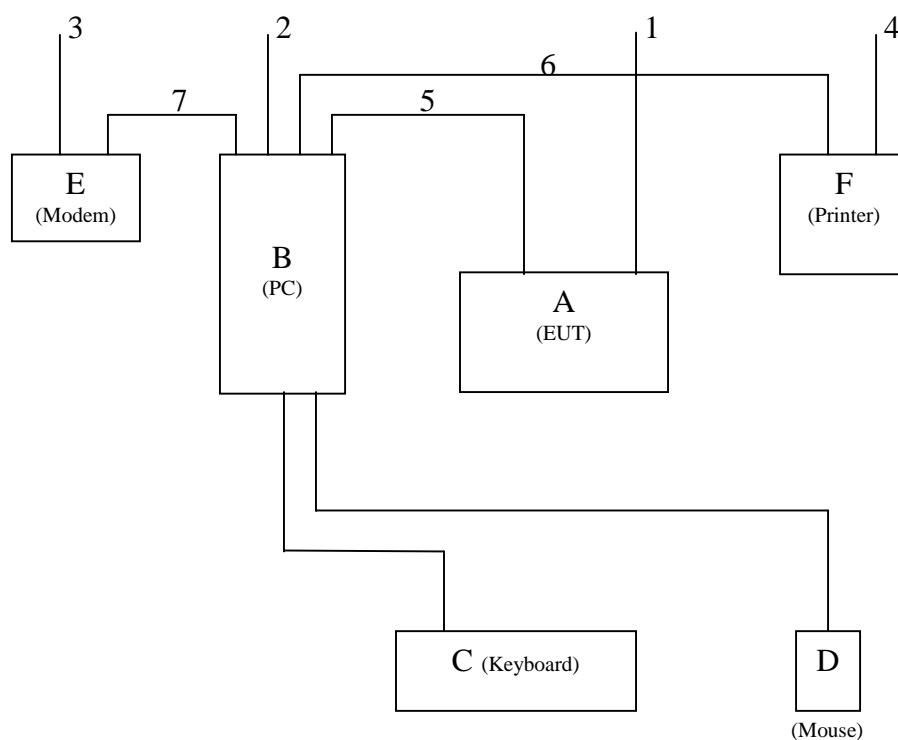 3
2
1
4
6
7
5
E
(Modem)
F
(Printer)
B
(PC)
A
(EUT)
C (Keyboard)
D
(Mouse)